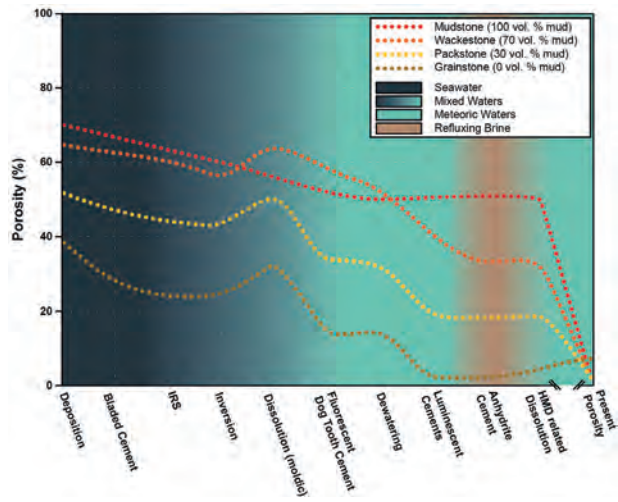 Porosity (%)
100
80
60
40
20
0
Mudstone (100 vol. % mud)
Wackestone (70 vol. % mud)
Packstone (30 vol. % mud)
Grainstone (0 vol. % mud)
Seawater
Mixed Waters
Meteoric Waters
Refluxing Brine
Deposition
Bladed Cement
IRS
Inversion
Dissolution (moldic)
Fluorescent
Dog Tooth Cement
Dewatering
Luminescent
Cements
Anhydrite
Cement
HMD related
Dissolution
Present
Porosity